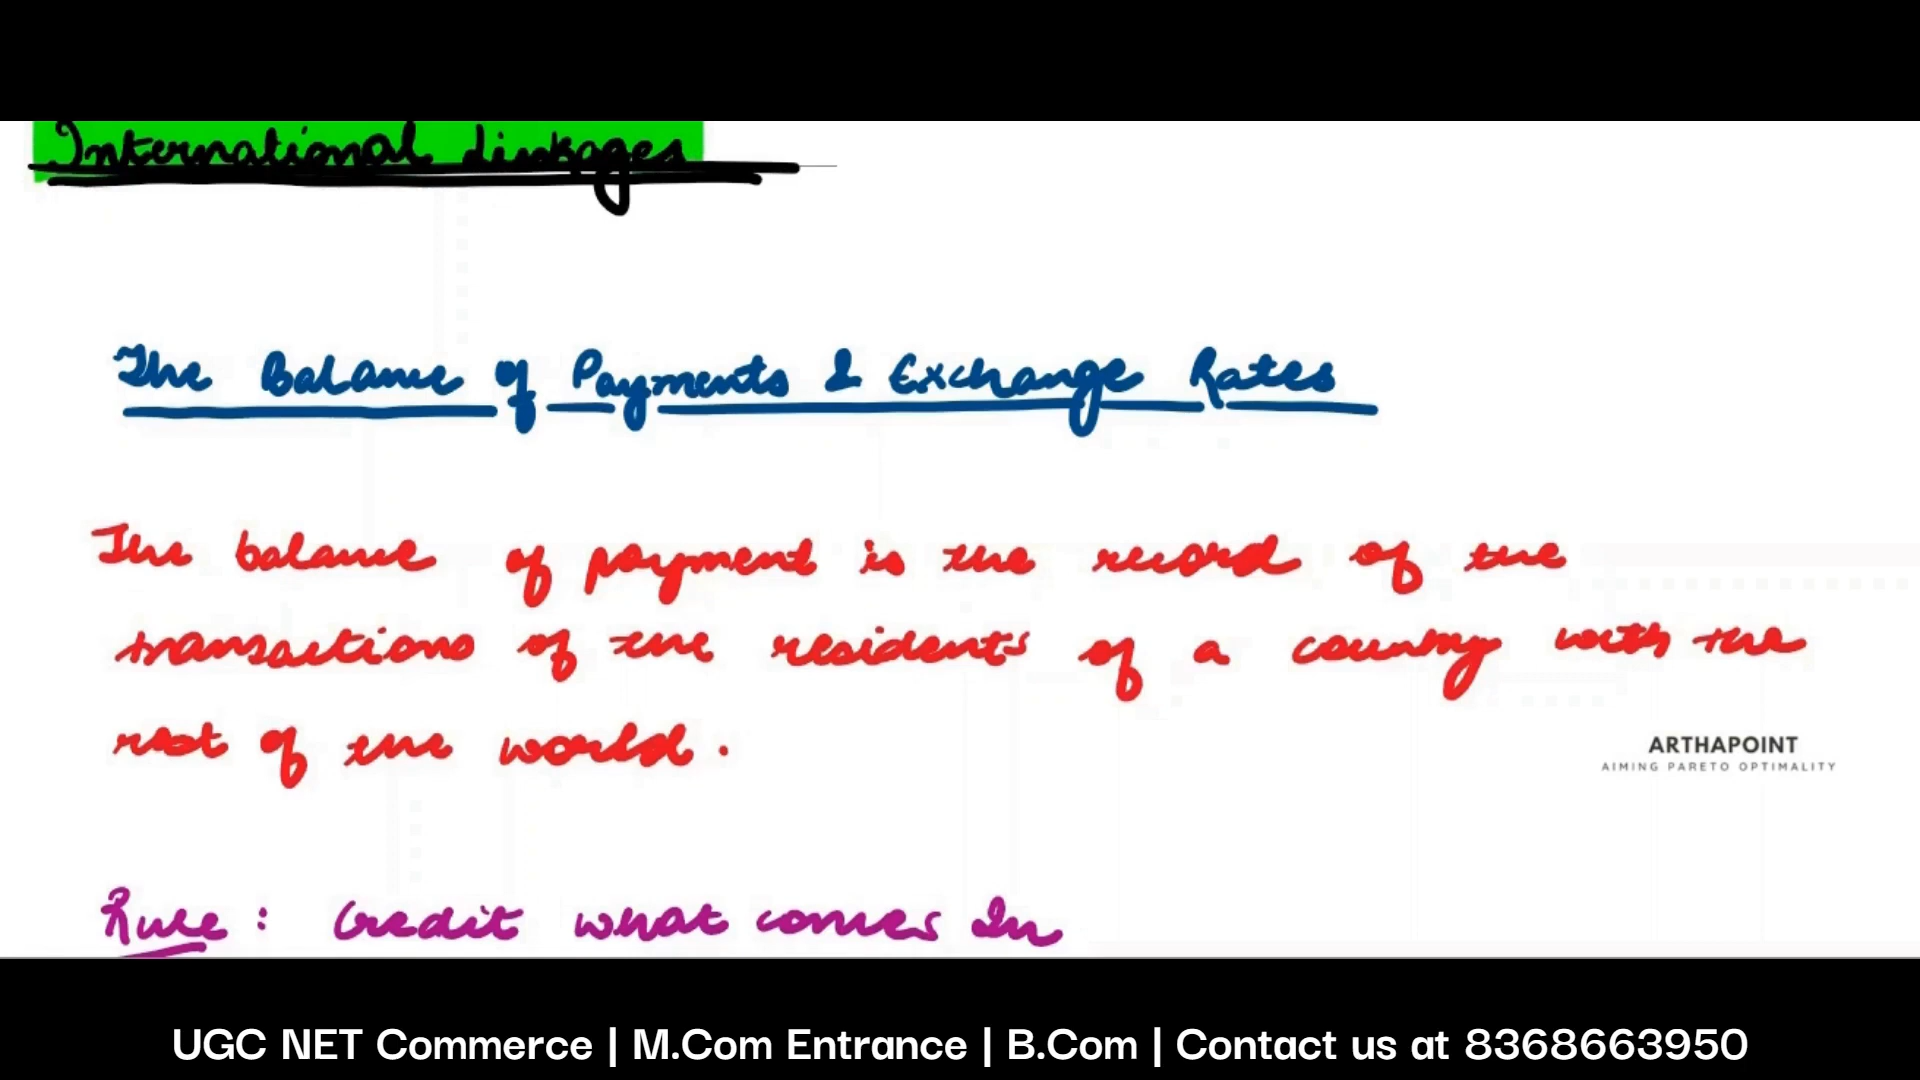 International Linkages
The Balance of Payments & Exchange Rates
The balance of payment is the record of the
transactions of the residents of a country with the
rest of the world.
ARTHAPOINT
AIMING PARETO OPTIMALITY
Rule: Credit what comes In
UGC NET Commerce | M.Com Entrance | B.Com | Contact us at 8368663950